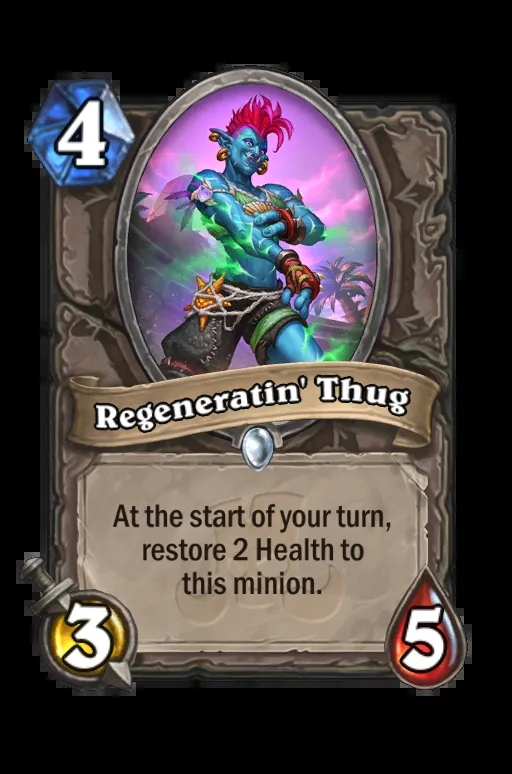 4
Regeneratin' Thug
At the start of your turn,
restore 2 Health to
this minion.
3
5